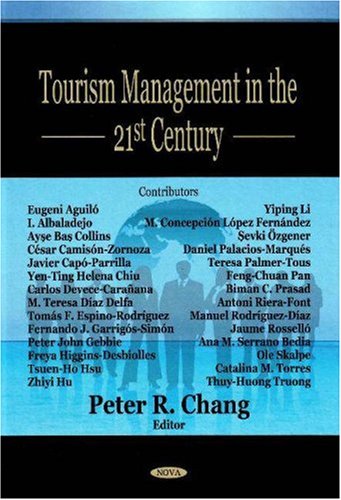 Tourism Management in the
21st Century
Contributors
Eugeni Aguiló
I. Albaladejo
Ayşe Baş Collins
César Camisón-Zornoza
Javier Capó-Parrilla
Yen-Ting Helena Chiu
Carlos Devece-Carañana
M. Teresa Díaz Delfa
Tomás F. Espino-Rodríguez
Fernando J. Garrigós-Simón
Peter John Gebbie
Freya Higgins-Desbiolles
Tsuen-Ho Hsu
Zhiyi Hu
Yiping Li
M. Concepción López Fernández
Şevki Özgener
Daniel Palacios-Marqués
Teresa Palmer-Tous
Feng-Chuan Pan
Biman C. Prasad
Antoni Riera-Font
Manuel Rodríguez-Díaz
Jaume Rosselló
Ana M. Serrano Bedia
Ole Skalpe
Catalina M. Torres
Thuy-Huong Truong
Peter R. Chang
Editor
NOVA